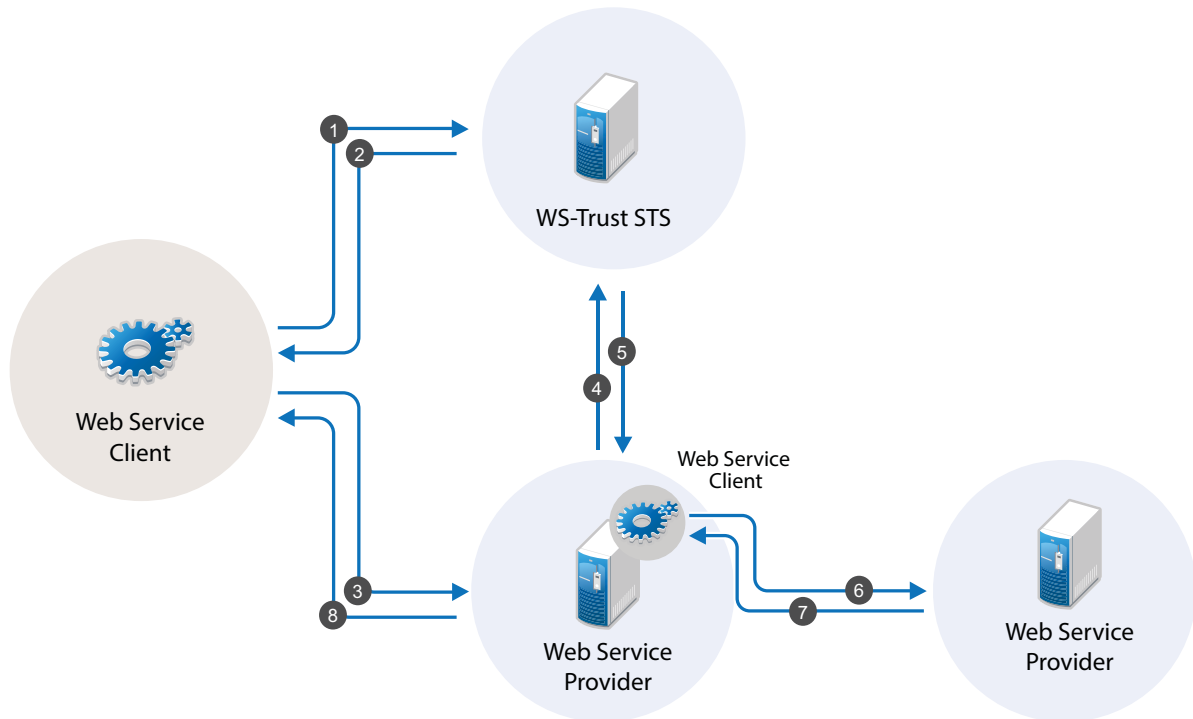 1
2
WS-Trust STS
Web Service
Client
5
4
Web Service
Client
3
8
6
7
Web Service
Provider
Web Service
Provider